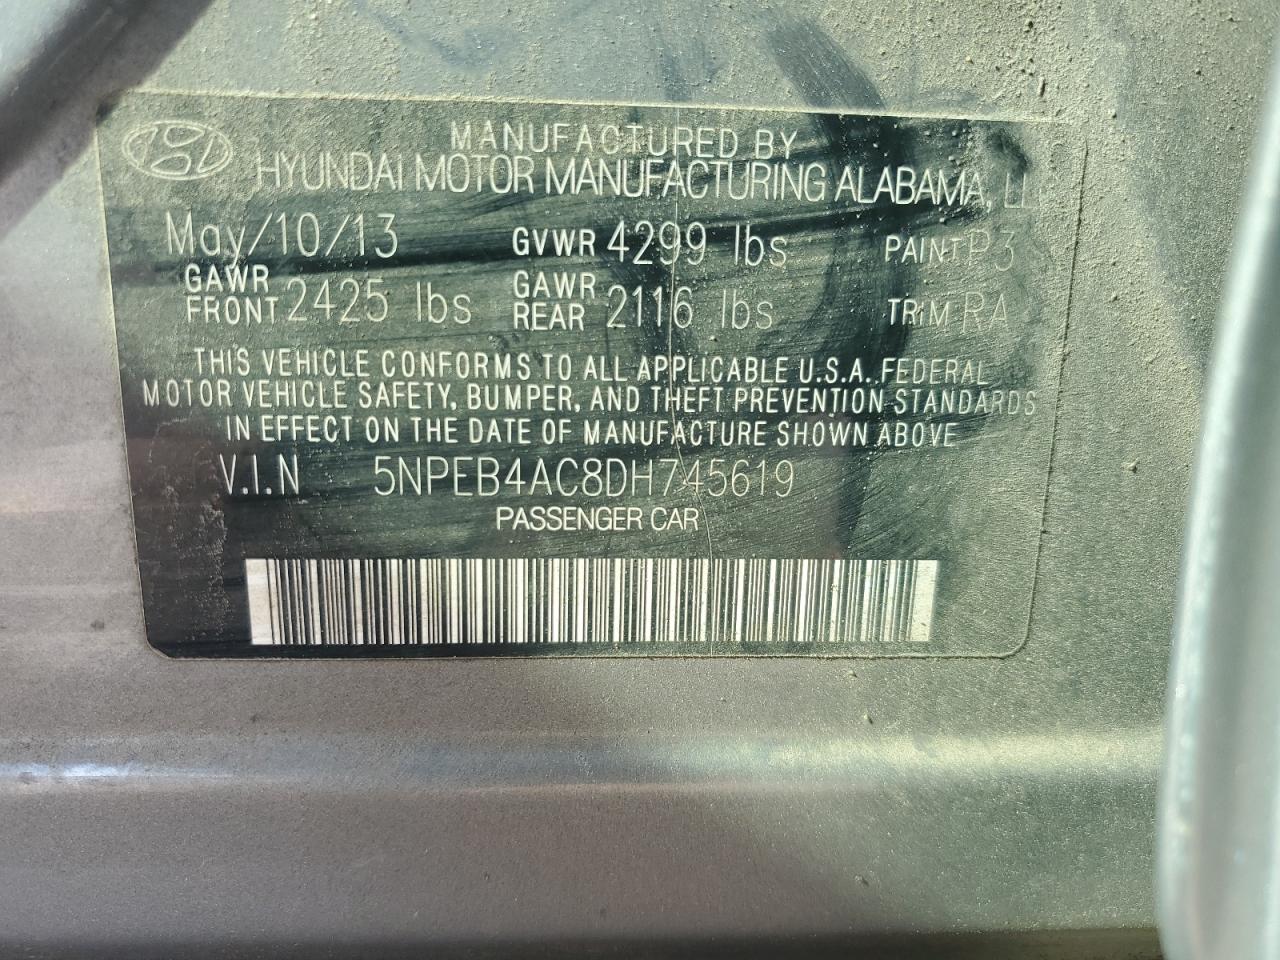 MANUFACTURED BY
HYUNDAI MOTOR MANUFACTURING ALABAMA,
May/10/13 GVWR 4299 lbs PAINT P3
GAWR FRONT 2425 lbs GAWR REAR 2116 lbs TRIM RA
THIS VEHICLE CONFORMS TO ALL APPLICABLE U.S.A. FEDERAL
MOTOR VEHICLE SAFETY, BUMPER, AND THEFT PREVENTION STANDARDS
IN EFFECT ON THE DATE OF MANUFACTURE SHOWN ABOVE
V.I.N 5NPEB4AC8DH745619
PASSENGER CAR